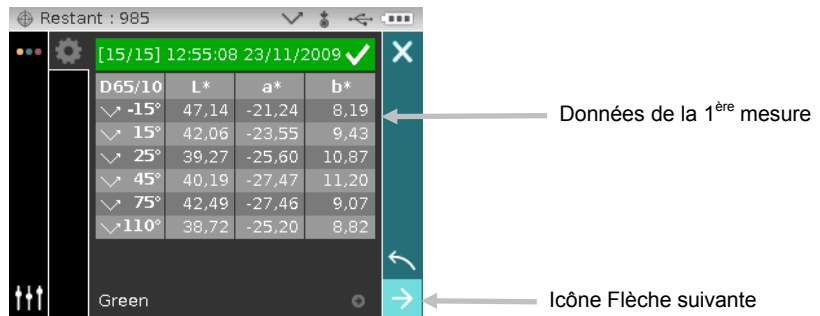 Restant : 985
[15/15] 12:55:08 23/11/2009
D65/10 L* a* b*
-15° 47,14 -21,24 8,19
15° 42,06 -23,55 9,43
25° 39,27 -25,60 10,87
45° 40,19 -27,47 11,20
75° 42,49 -27,46 9,07
110° 38,72 -25,20 8,82
Green
Données de la 1ère mesure
Icône Flèche suivante